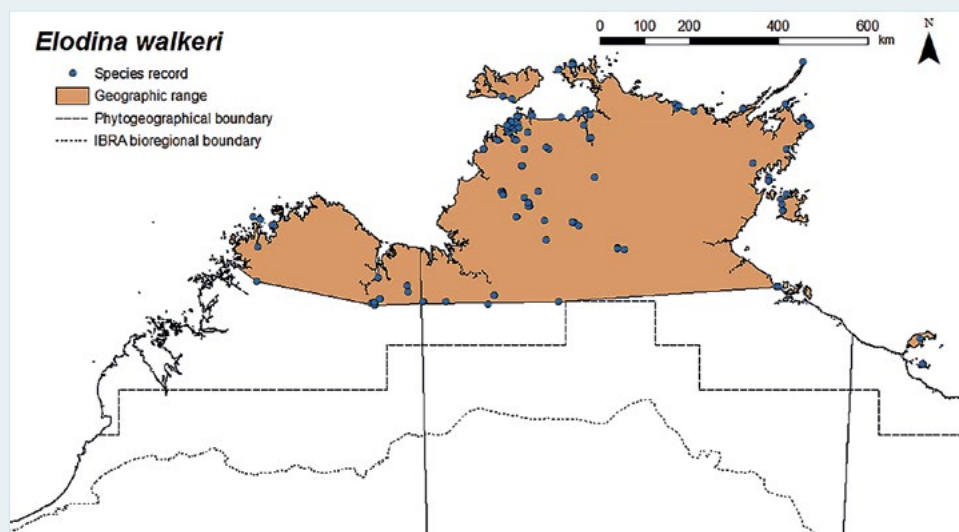 Elodina walkeri
Species record
Geographic range
Phytogeographical boundary
IBRA bioregional boundary
0 100 200 400 600
km
N